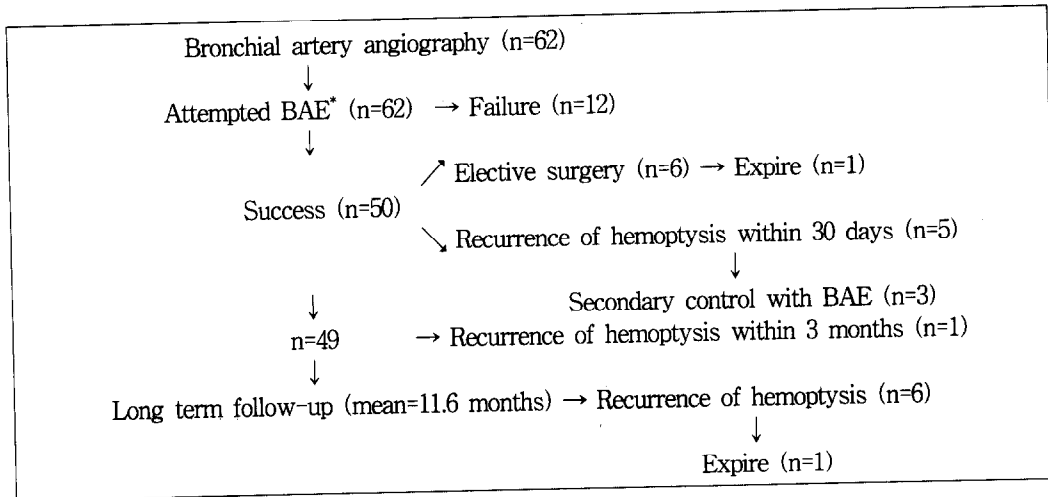 Bronchial artery angiography (n=62)
↓
Attempted BAE* (n=62) → Failure (n=12)
↓
↗ Elective surgery (n=6) → Expire (n=1)
Success (n=50)
↘ Recurrence of hemoptysis within 30 days (n=5)
↓
Secondary control with BAE (n=3)
↓
n=49 → Recurrence of hemoptysis within 3 months (n=1)
↓
Long term follow-up (mean=11.6 months) → Recurrence of hemoptysis (n=6)
↓
Expire (n=1)